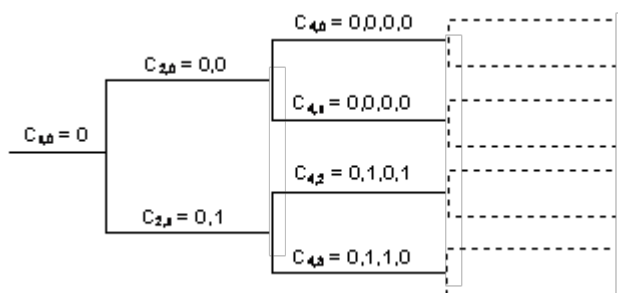 C4,0 = 0,0,0,0
C2,0 = 0,0
C4,1 = 0,0,0,0
C1,0 = 0
C4,2 = 0,1,0,1
C2,1 = 0,1
C4,3 = 0,1,1,0